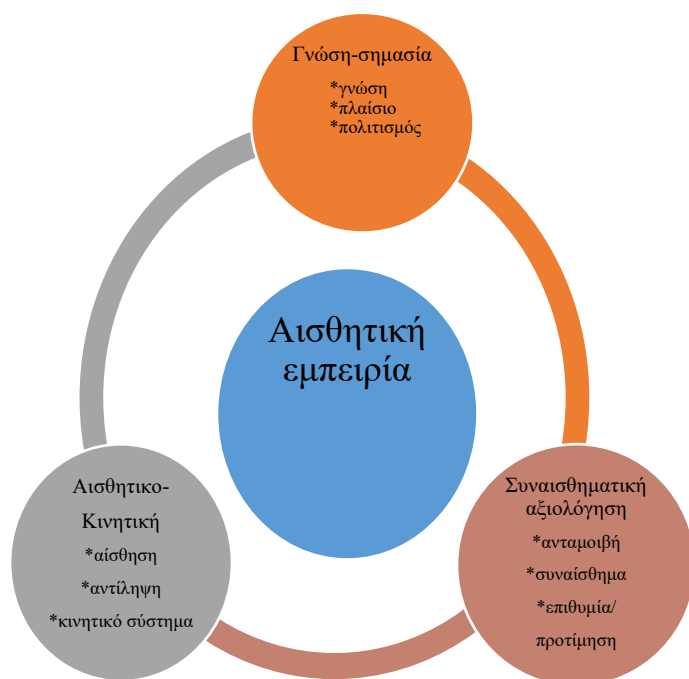 Γνώση-σημασία
*γνώση
*πλαίσιο
*πολιτισμός
Αισθητική
εμπειρία
Αισθητικο-
Κινητική
*αίσθηση
*αντίληψη
*κινητικό σύστημα
Συναισθηματική
αξιολόγηση
*ανταμοιβή
*συναίσθημα
*επιθυμία/
προτίμηση